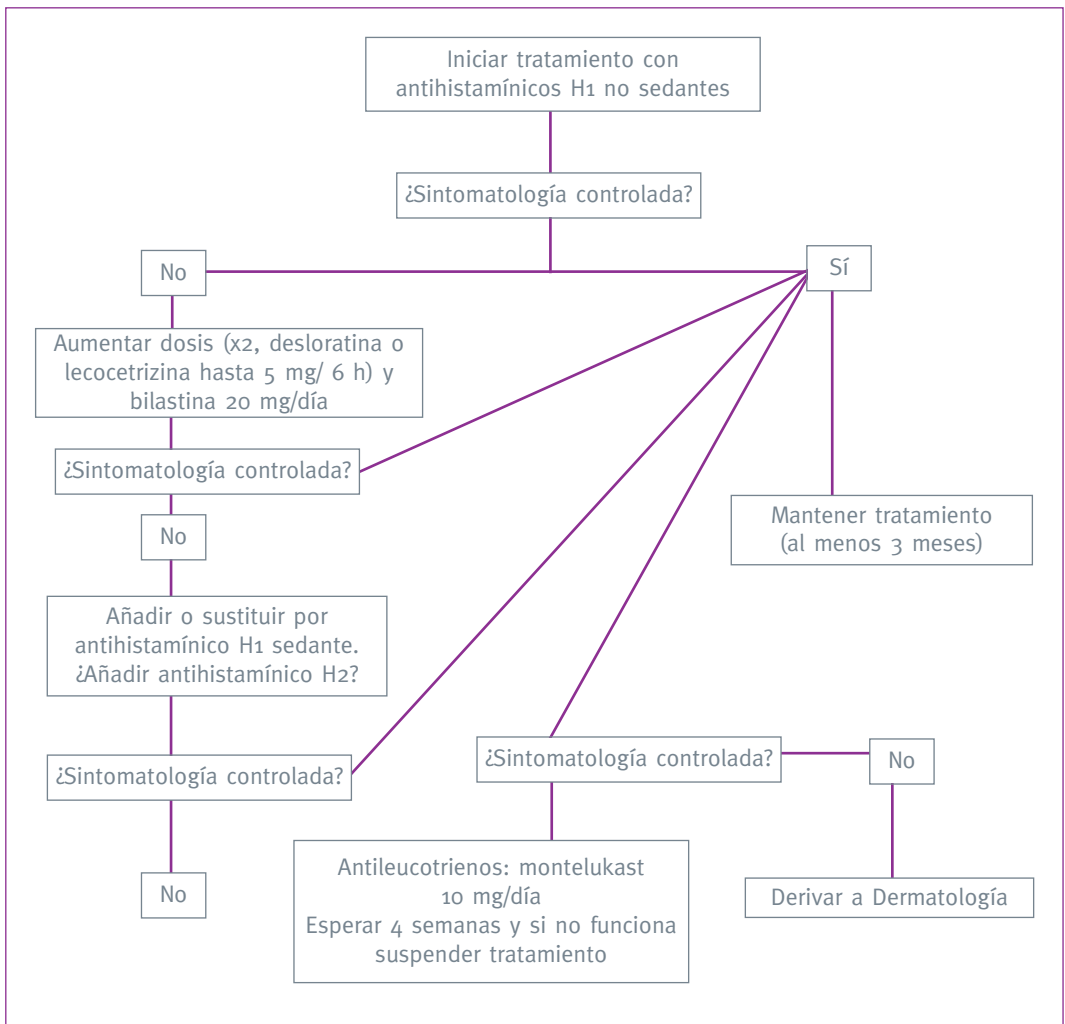 Iniciar tratamiento con
antihistamínicos H1 no sedantes
¿Sintomatología controlada?
No
Sí
Aumentar dosis (x2, desloratina o
lecocetrizina hasta 5 mg/ 6 h) y
bilastina 20 mg/día
¿Sintomatología controlada?
No
Mantener tratamiento
(al menos 3 meses)
Añadir o sustituir por
antihistamínico H1 sedante.
¿Añadir antihistamínico H2?
¿Sintomatología controlada?
¿Sintomatología controlada?
No
No
Antileucotrienos: montelukast
10 mg/día
Esperar 4 semanas y si no funciona
suspender tratamiento
Derivar a Dermatología